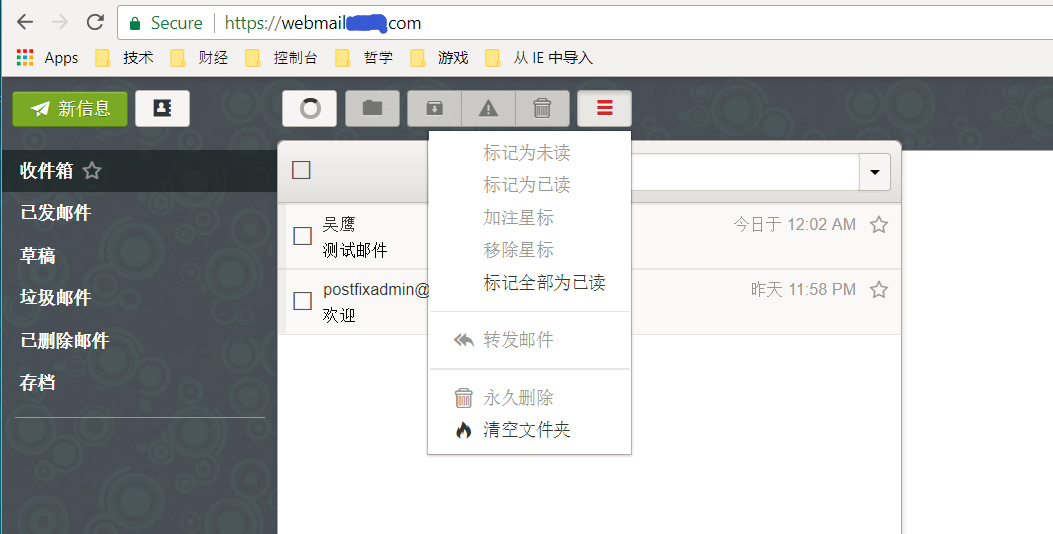 Secure https://webmail .com
Apps 技术 财经 控制台 哲学 游戏 从 IE 中导入
新信息
收件箱
已发邮件
草稿
垃圾邮件
已删除邮件
存档
标记为未读
标记为已读
加注星标
移除星标
标记全部为已读
转发邮件
永久删除
清空文件夹
吴鹰 今日于 12:02 AM
测试邮件
postfixadmin@ 昨天 11:58 PM
欢迎